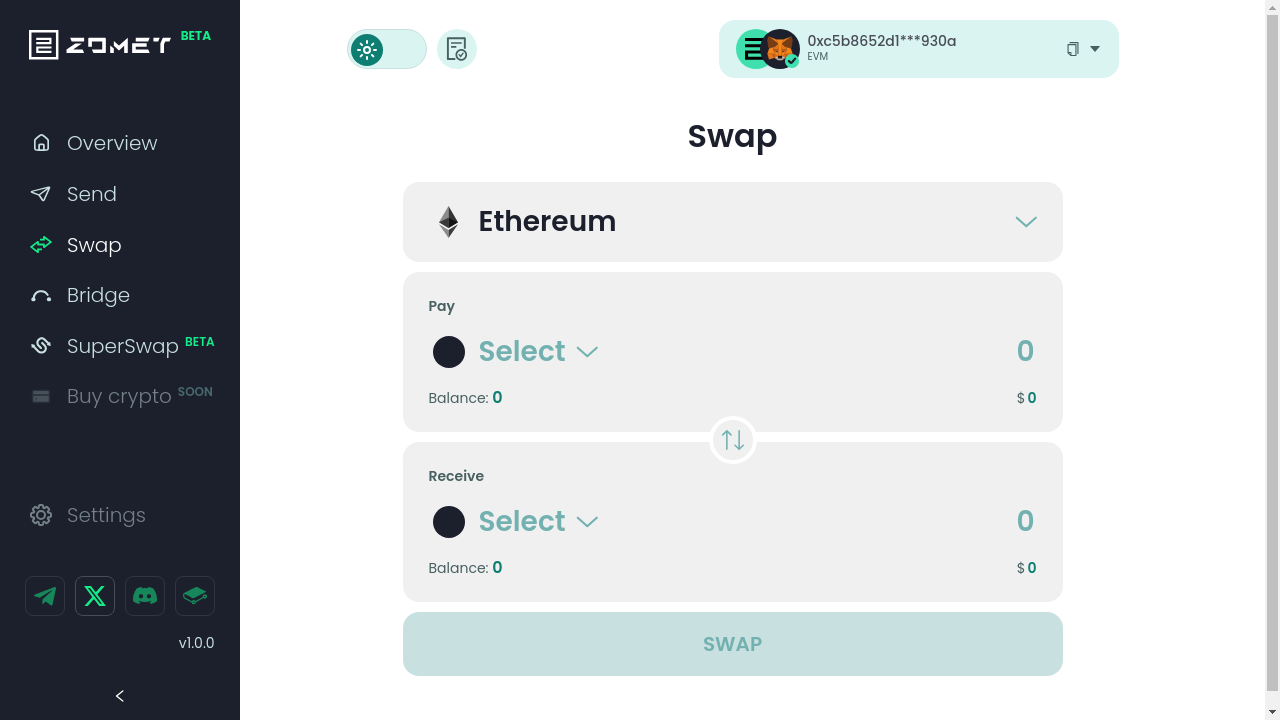 ZOMET BETA
Overview
Send
Swap
Bridge
SuperSwap BETA
Buy crypto SOON
Settings
v1.0.0
0xc5b8652d1***930a
EVM
Swap
Ethereum
Pay
Select 0
Balance: 0 $ 0
Receive
Select 0
Balance: 0 $ 0
SWAP